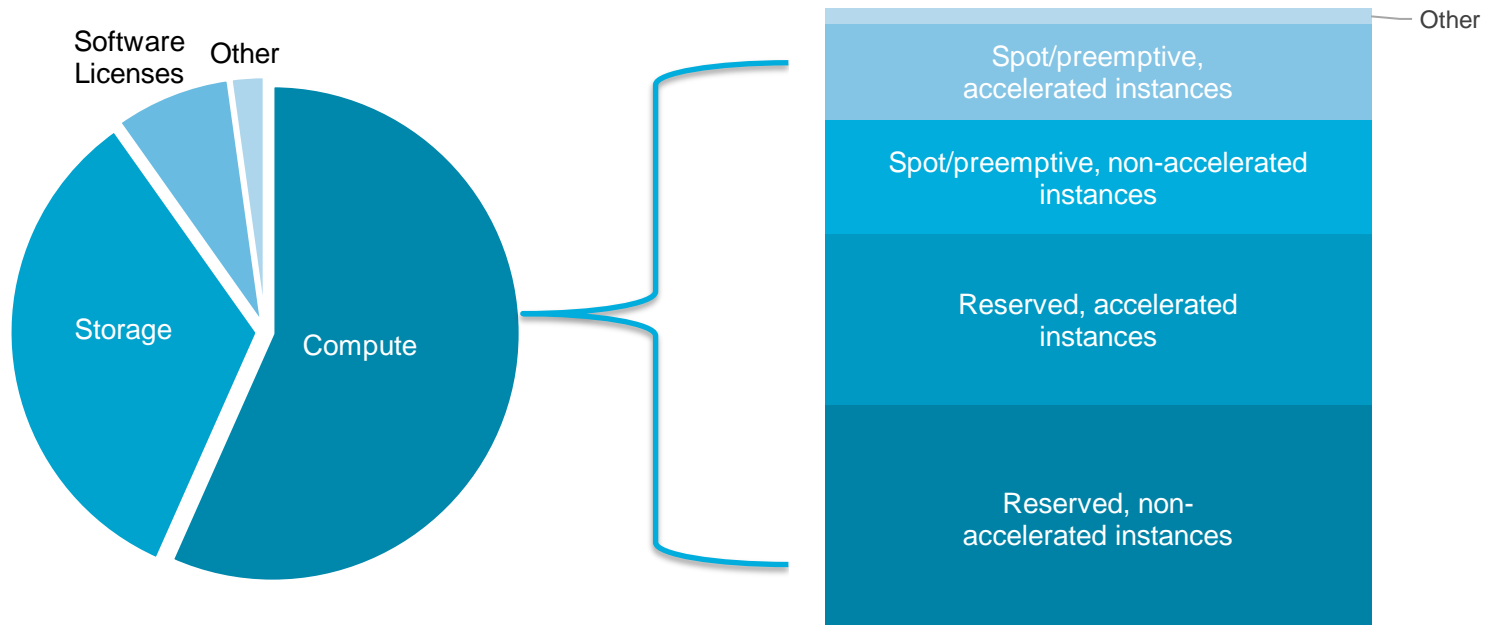 Software
Licenses
Other
Storage
Compute
Other
Spot/preemptive,
accelerated instances
Spot/preemptive, non-accelerated
instances
Reserved, accelerated
instances
Reserved, non-
accelerated instances